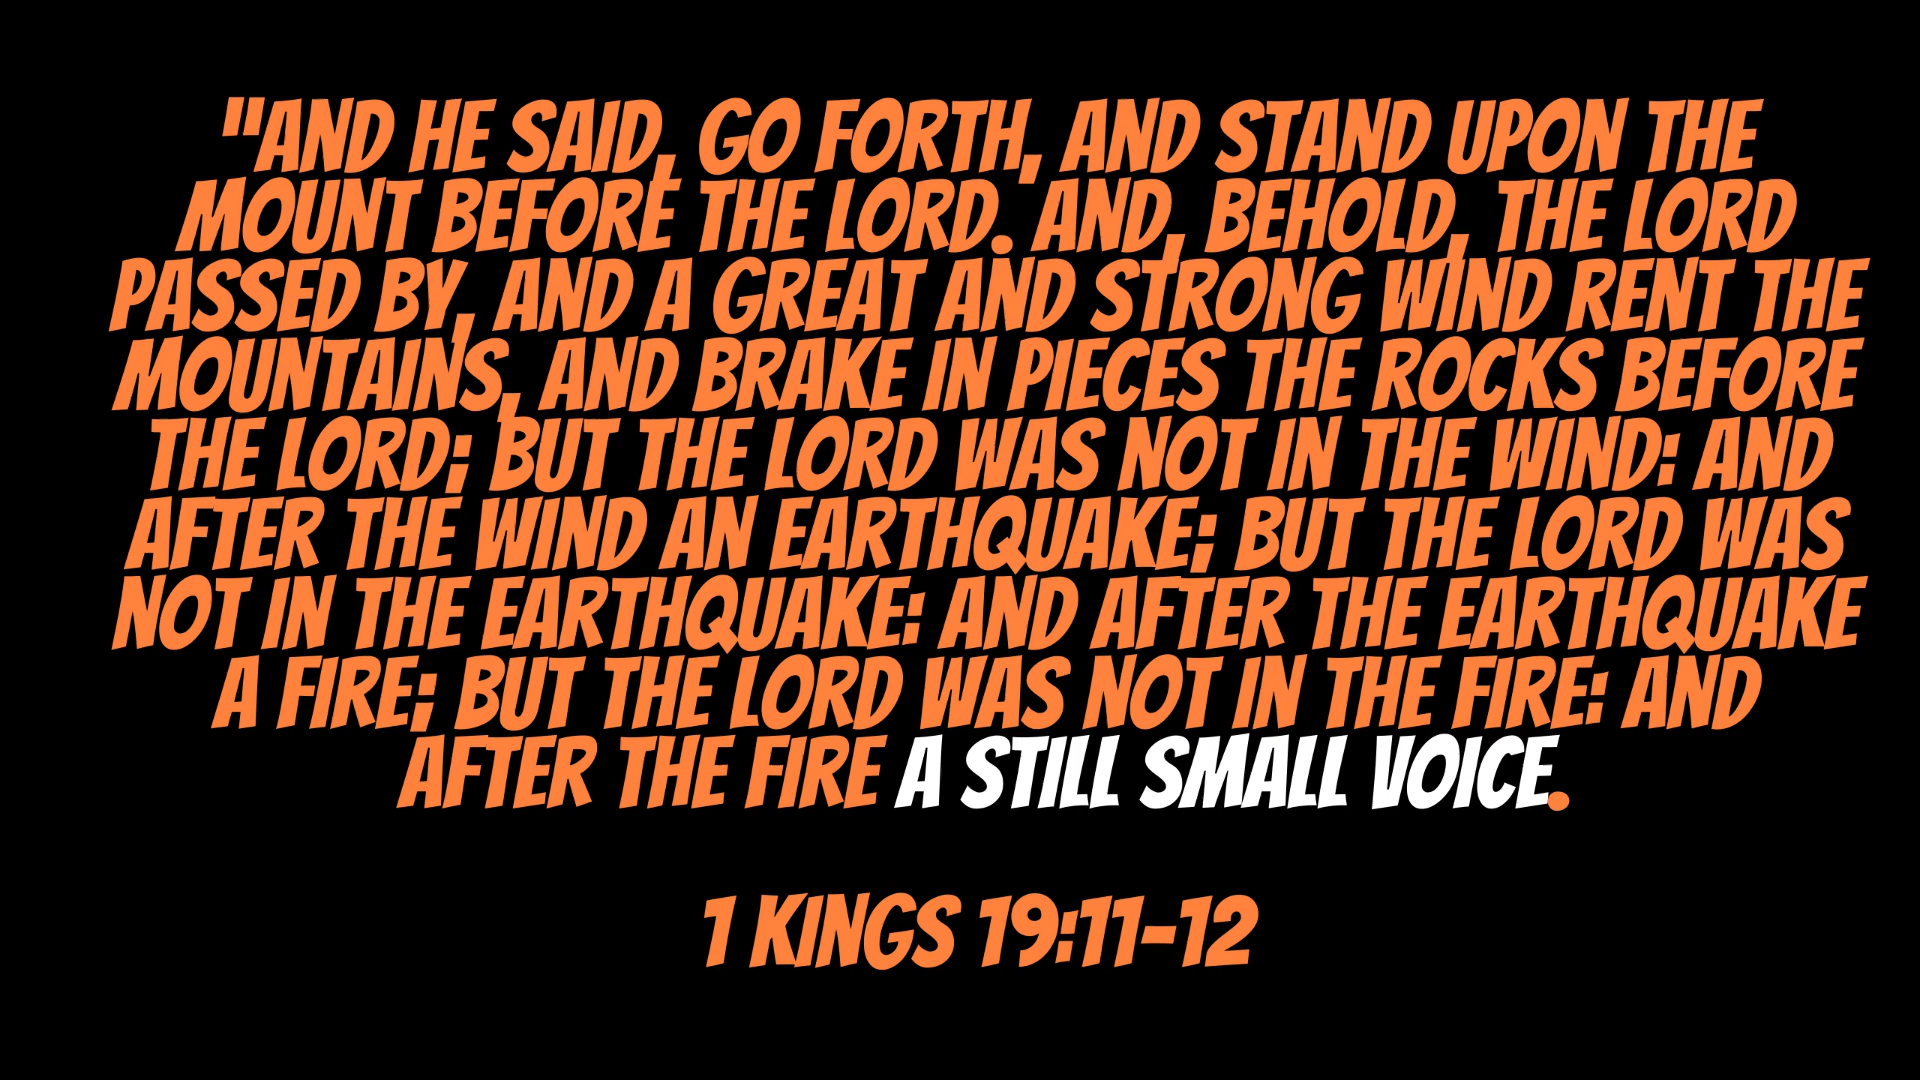 "AND HE SAID, GO FORTH, AND STAND UPON THE
MOUNT BEFORE THE LORD. AND, BEHOLD, THE LORD
PASSED BY, AND A GREAT AND STRONG WIND RENT THE
MOUNTAINS, AND BRAKE IN PIECES THE ROCKS BEFORE
THE LORD; BUT THE LORD WAS NOT IN THE WIND: AND
AFTER THE WIND AN EARTHQUAKE; BUT THE LORD WAS
NOT IN THE EARTHQUAKE: AND AFTER THE EARTHQUAKE
A FIRE; BUT THE LORD WAS NOT IN THE FIRE: AND
AFTER THE FIRE A STILL SMALL VOICE.
1 KINGS 19:11-12